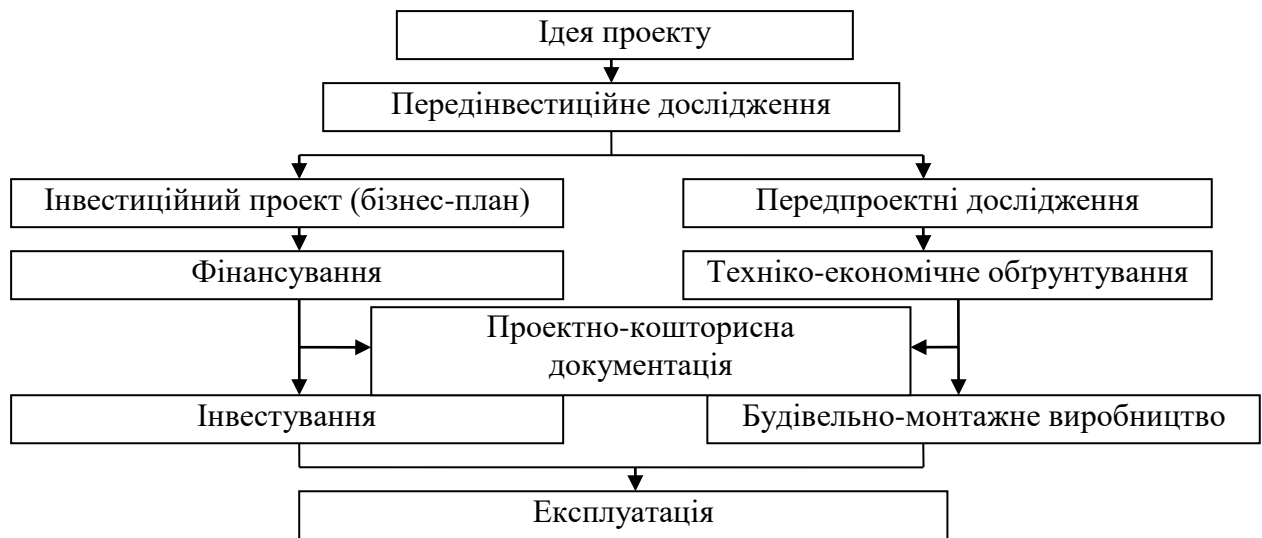 Ідея проекту
Передінвестиційне дослідження
Інвестиційний проект (бізнес-план)
Передпроектні дослідження
Фінансування
Техніко-економічне обґрунтування
Проектно-кошторисна
документація
Інвестування
Будівельно-монтажне виробництво
Експлуатація